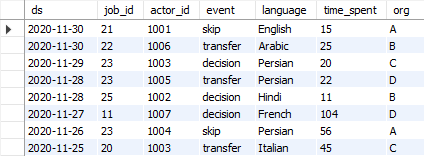 ds job_id actor_id event language time_spent org
2020-11-30 21 1001 skip English 15 A
2020-11-30 22 1006 transfer Arabic 25 B
2020-11-29 23 1003 decision Persian 20 C
2020-11-28 23 1005 transfer Persian 22 D
2020-11-28 25 1002 decision Hindi 11 B
2020-11-27 11 1007 decision French 104 D
2020-11-26 23 1004 skip Persian 56 A
2020-11-25 20 1003 transfer Italian 45 C